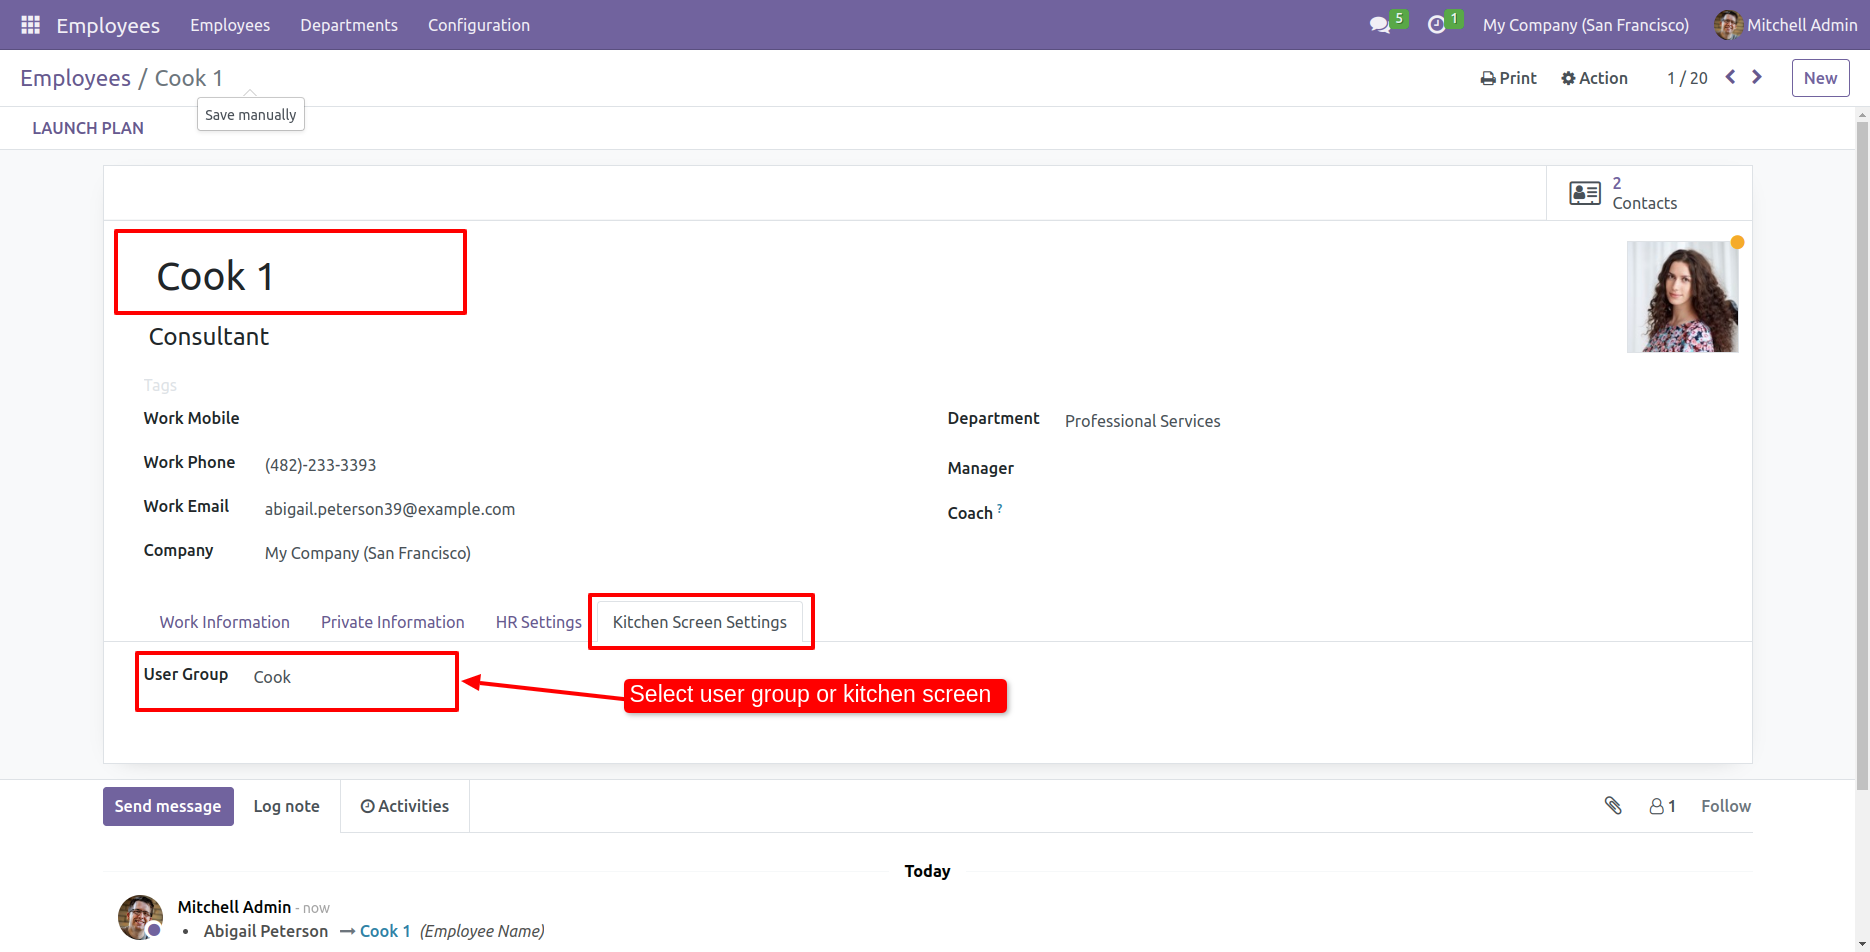 Employees Employees Departments Configuration 5 1 My Company (San Francisco) Mitchell Admin
Employees / Cook 1 Print Action 1 / 20 New
Save manually
LAUNCH PLAN
2
Contacts
Cook 1
Consultant
Tags
Work Mobile
Department Professional Services
Work Phone (482)-233-3393
Manager
Work Email abigail.peterson39@example.com
Coach ?
Company My Company (San Francisco)
Work Information Private Information HR Settings Kitchen Screen Settings
User Group Cook
Select user group or kitchen screen
Send message Log note Activities 1 Follow
Today
Mitchell Admin - now
• Abigail Peterson → Cook 1 (Employee Name)